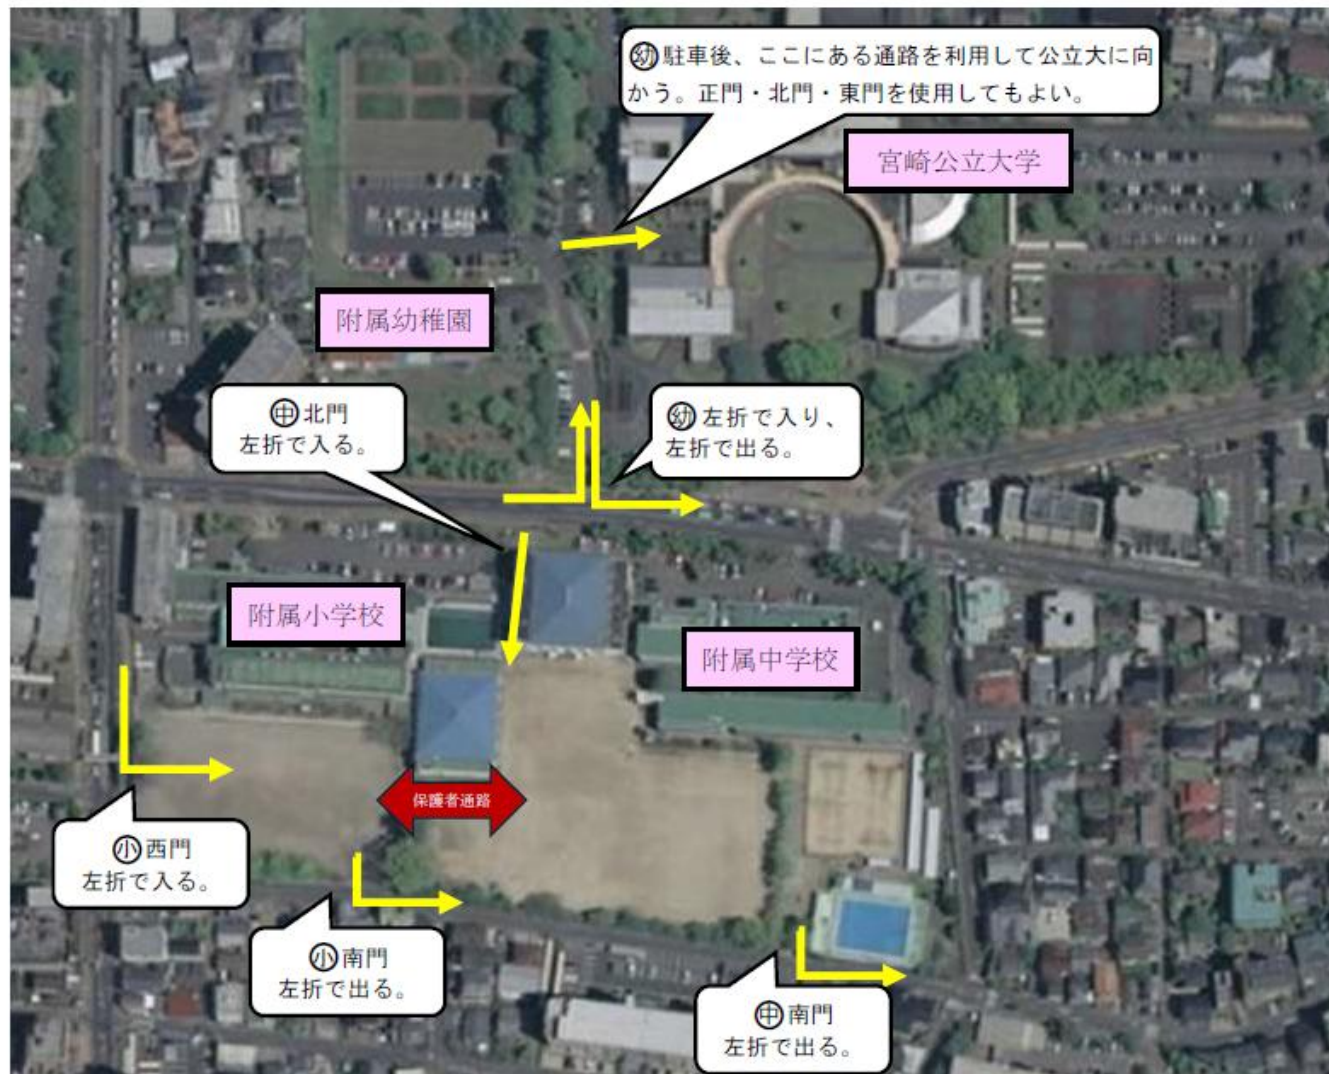 ㊙駐車後、ここにある通路を利用して公立大に向
かう。正門・北門・東門を使用してもよい。
宮崎公立大学
附属幼稚園
㊥北門
左折で入る。
幼 左折で入り、
左折で出る。
附属小学校
附属中学校
保護者通路
小 西門
左折で入る。
小 南門
左折で出る。
㊥南門
左折で出る。